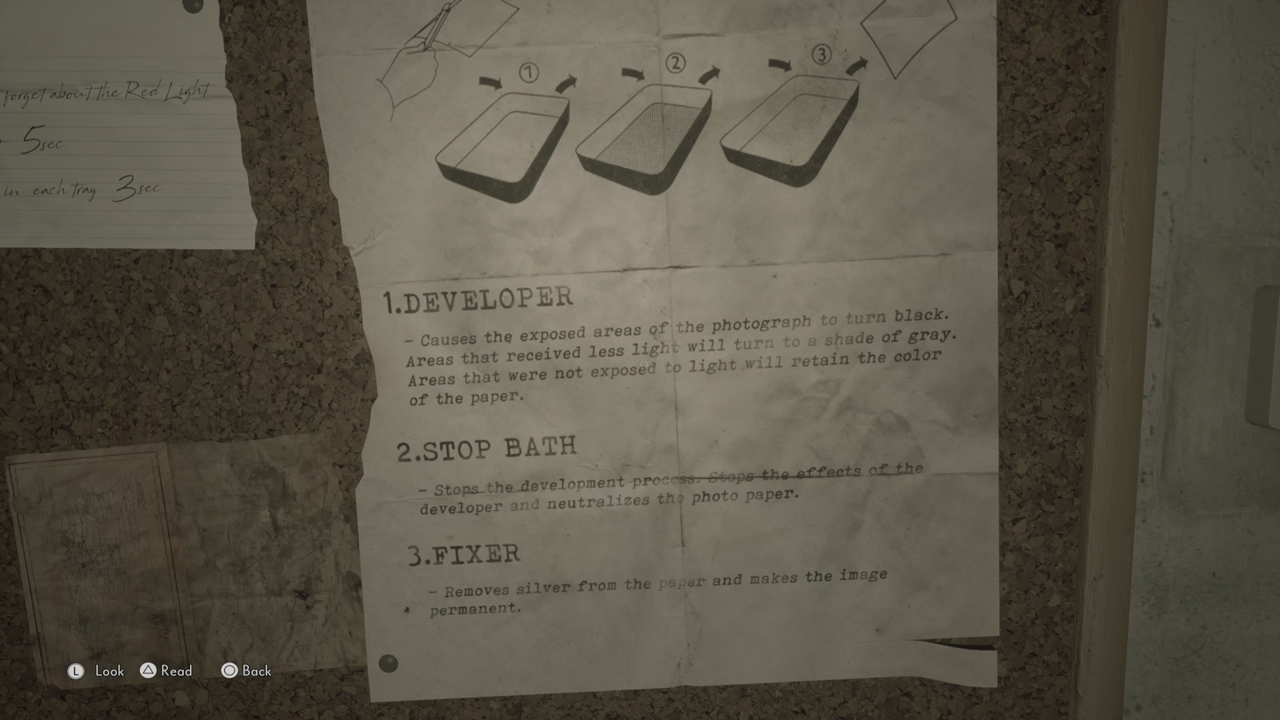 forget about the Red Light
5sec
in each tray 3sec
1 2 3
1.DEVELOPER
- Causes the exposed areas of the photograph to turn black.
Areas that received less light will turn to a shade of gray.
Areas that were not exposed to light will retain the color
of the paper.
2.STOP BATH
- Stops the development process. Stops the effects of the
developer and neutralizes the photo paper.
3.FIXER
- Removes silver from the paper and makes the image
permanent.
L Look Read Back